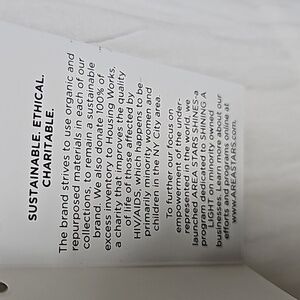 SUSTAINABLE. ETHICAL.
CHARITABLE.
The brand strives to use organic and
repurposed materials in each of our
collections, to remain a sustainable
brand. We also donate 100% of
excess inventory to Housing Works,
a charity that improves the quality
of life for those affected by
HIV/AIDS, which happens to be
primarily minority women and
children in the NY City area
To further our focus on
empowerment of the under-
represented in the world, we
launched AREA STARS SHINES-a
program dedicated to SHINING A
LIGHT on minority owned
businesses. Learn more about our
efforts and programs online at
www.AREASTARS.com